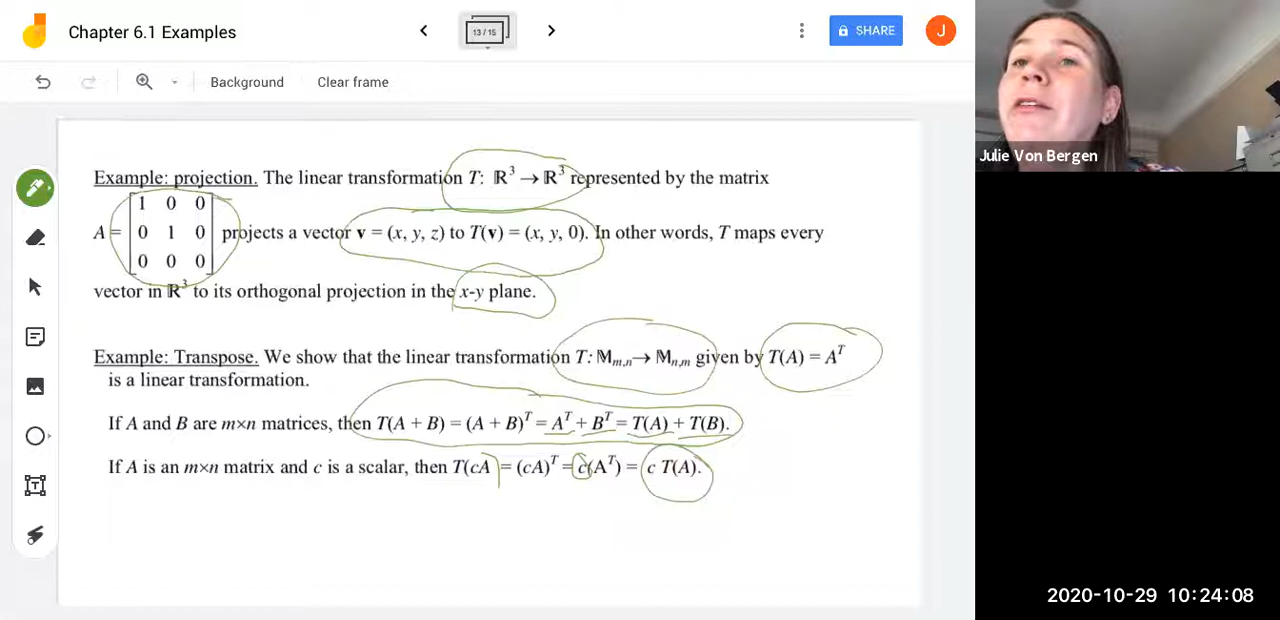 Chapter 6.1 Examples
13 / 15
SHARE
J
Background
Clear frame
Julie Von Bergen
Example: projection. The linear transformation T: ℝ³ → ℝ³ represented by the matrix
1 0 0
A = 0 1 0 projects a vector v = (x, y, z) to T(v) = (x, y, 0). In other words, T maps every
0 0 0
vector in ℝ³ to its orthogonal projection in the x-y plane.
Example: Transpose. We show that the linear transformation T: 𝕄m,n→ 𝕄n,m given by T(A) = Aᵀ
is a linear transformation.
If A and B are m×n matrices, then T(A + B) = (A + B)ᵀ = Aᵀ + Bᵀ = T(A) + T(B).
If A is an m×n matrix and c is a scalar, then T(cA) = (cA)ᵀ = c(Aᵀ) = c T(A).
2020-10-29 10:24:08